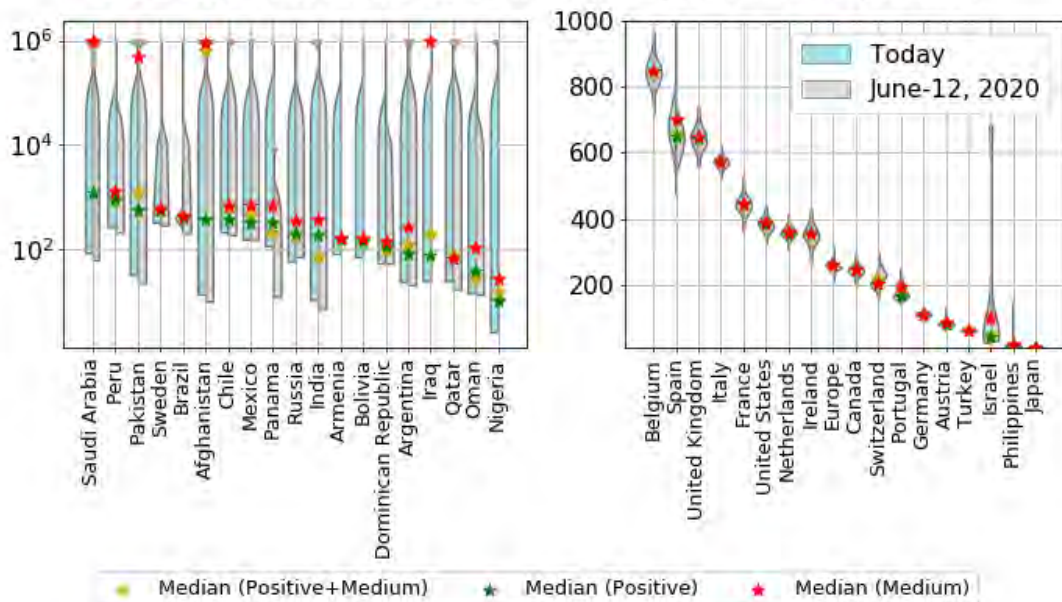 10^6
10^4
10^2
Saudi Arabia
Peru
Pakistan
Sweden
Brazil
Afghanistan
Chile
Mexico
Panama
Russia
India
Armenia
Bolivia
Dominican Republic
Argentina
Iraq
Qatar
Oman
Nigeria
1000
800
600
400
200
Today
June-12, 2020
Belgium
Spain
United Kingdom
Italy
France
United States
Netherlands
Ireland
Europe
Canada
Switzerland
Portugal
Germany
Austria
Turkey
Israel
Philippines
Japan
Median (Positive+Medium) Median (Positive) Median (Medium)